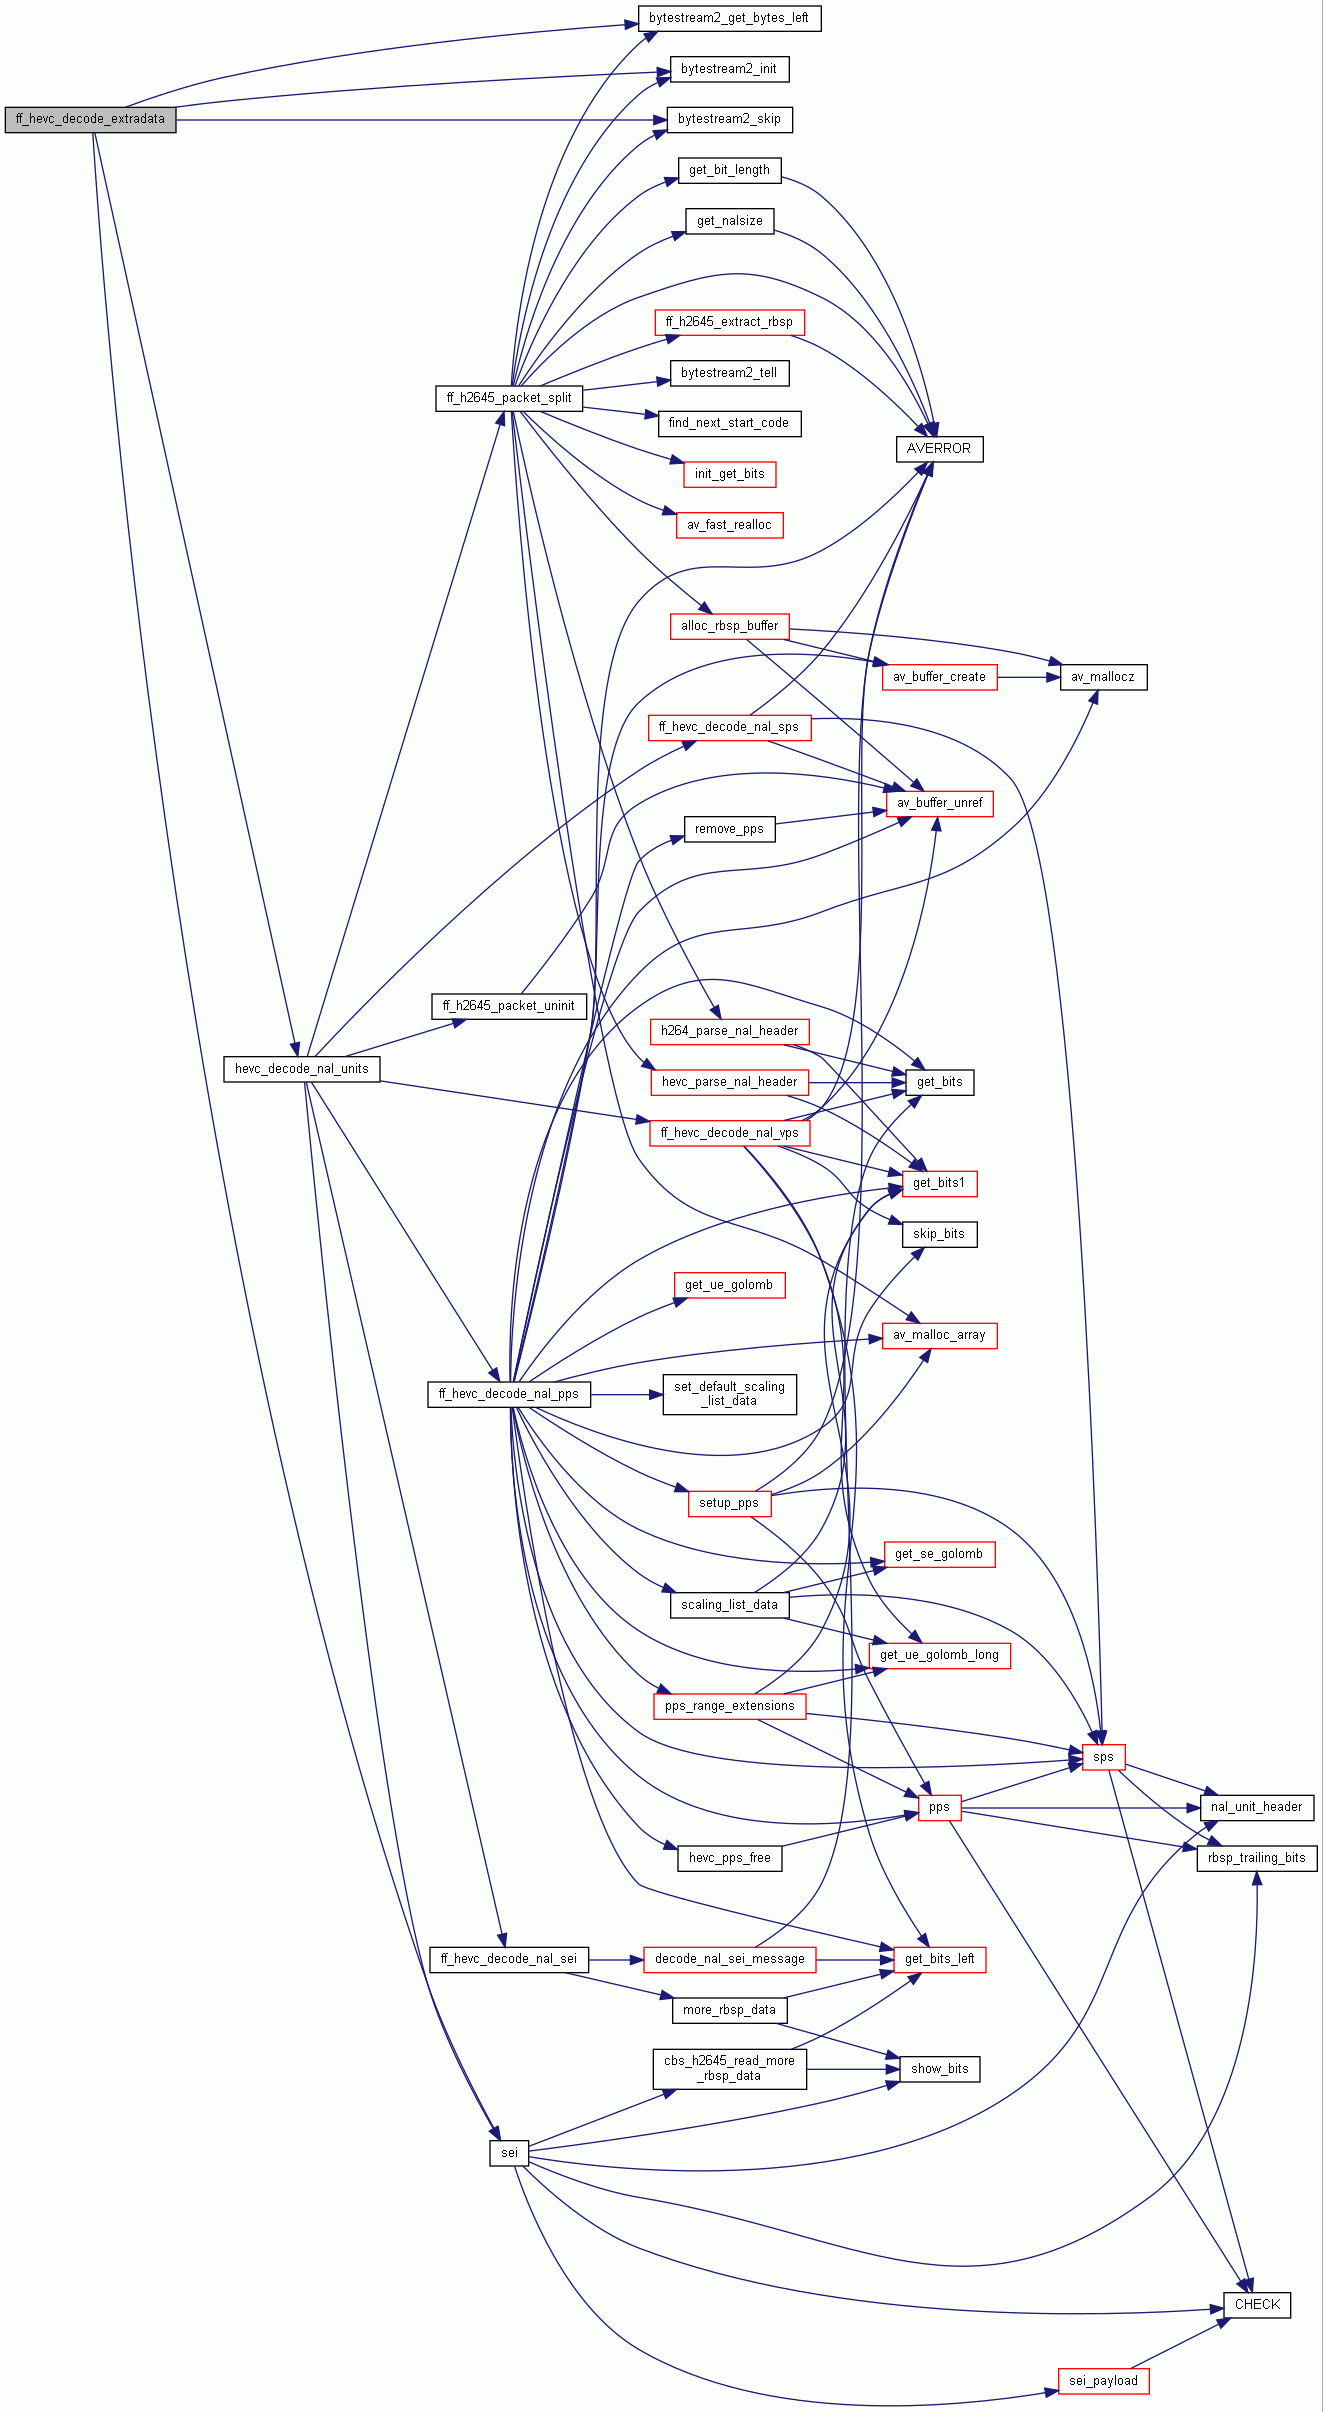 bytestream2_get_bytes_left
bytestream2_init
ff_hevc_decode_extradata
bytestream2_skip
get_bit_length
get_nalsize
ff_h2645_extract_rbsp
bytestream2_tell
ff_h2645_packet_split
find_next_start_code
AVERROR
init_get_bits
av_fast_realloc
alloc_rbsp_buffer
av_buffer_create
av_mallocz
ff_hevc_decode_nal_sps
av_buffer_unref
remove_pps
ff_h2645_packet_uninit
h264_parse_nal_header
hevc_decode_nal_units
hevc_parse_nal_header
get_bits
ff_hevc_decode_nal_vps
get_bits1
skip_bits
get_ue_golomb
av_malloc_array
ff_hevc_decode_nal_pps
set_default_scaling
_list_data
setup_pps
get_se_golomb
scaling_list_data
get_ue_golomb_long
pps_range_extensions
sps
pps
nal_unit_header
hevc_pps_free
rbsp_trailing_bits
ff_hevc_decode_nal_sei
decode_nal_sei_message
get_bits_left
more_rbsp_data
cbs_h2645_read_more
_rbsp_data
show_bits
sei
CHECK
sei_payload